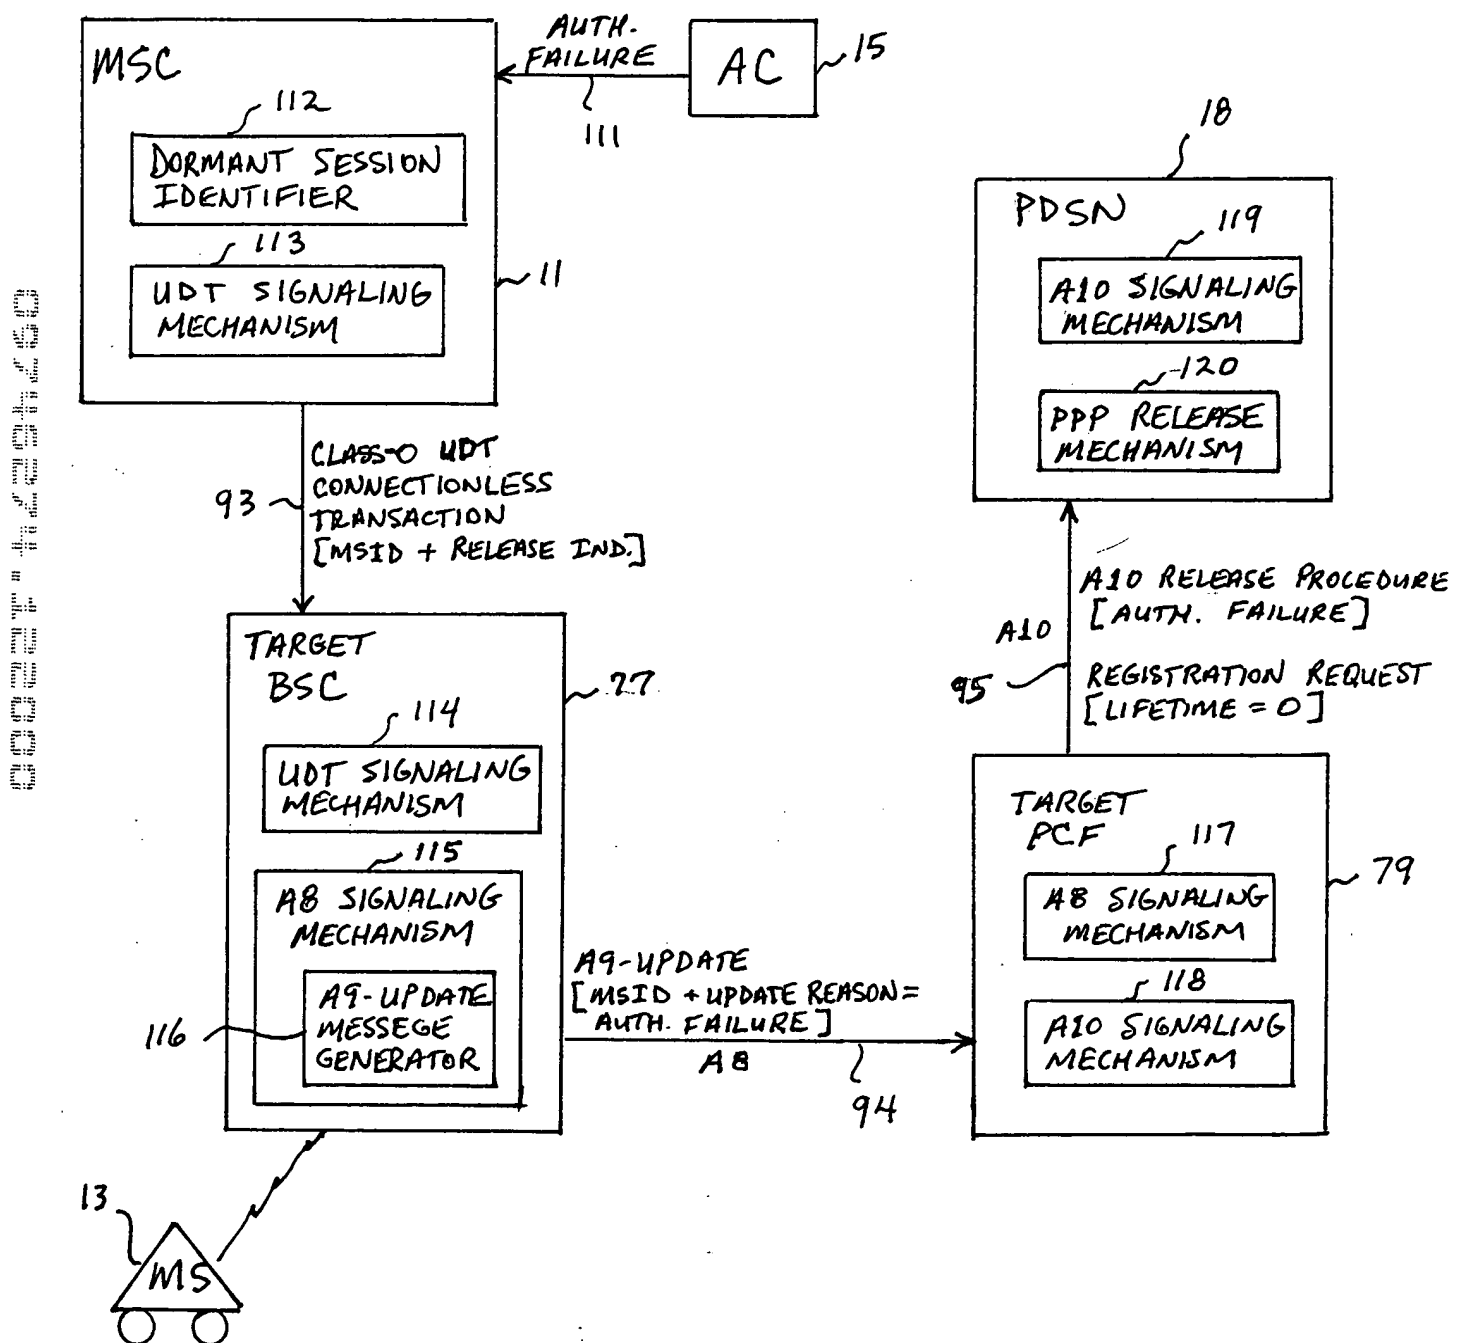 MSC
112
DORMANT SESSION
IDENTIFIER
113
UDT SIGNALING
MECHANISM
11
AUTH.
FAILURE
111
AC
15
18
PDSN
119
A10 SIGNALING
MECHANISM
120
PPP RELEASE
MECHANISM
93
CLASS-0 UDT
CONNECTIONLESS
TRANSACTION
[MSID + RELEASE IND.]
A10
95
A10 RELEASE PROCEDURE
[AUTH. FAILURE]
REGISTRATION REQUEST
[LIFETIME = 0]
TARGET
BSC
77
114
UDT SIGNALING
MECHANISM
115
A8 SIGNALING
MECHANISM
A9-UPDATE
MESSEGE
GENERATOR
116
A9-UPDATE
[MSID + UPDATE REASON =
AUTH. FAILURE]
A8
94
TARGET
PCF
79
117
A8 SIGNALING
MECHANISM
118
A10 SIGNALING
MECHANISM
13
MS